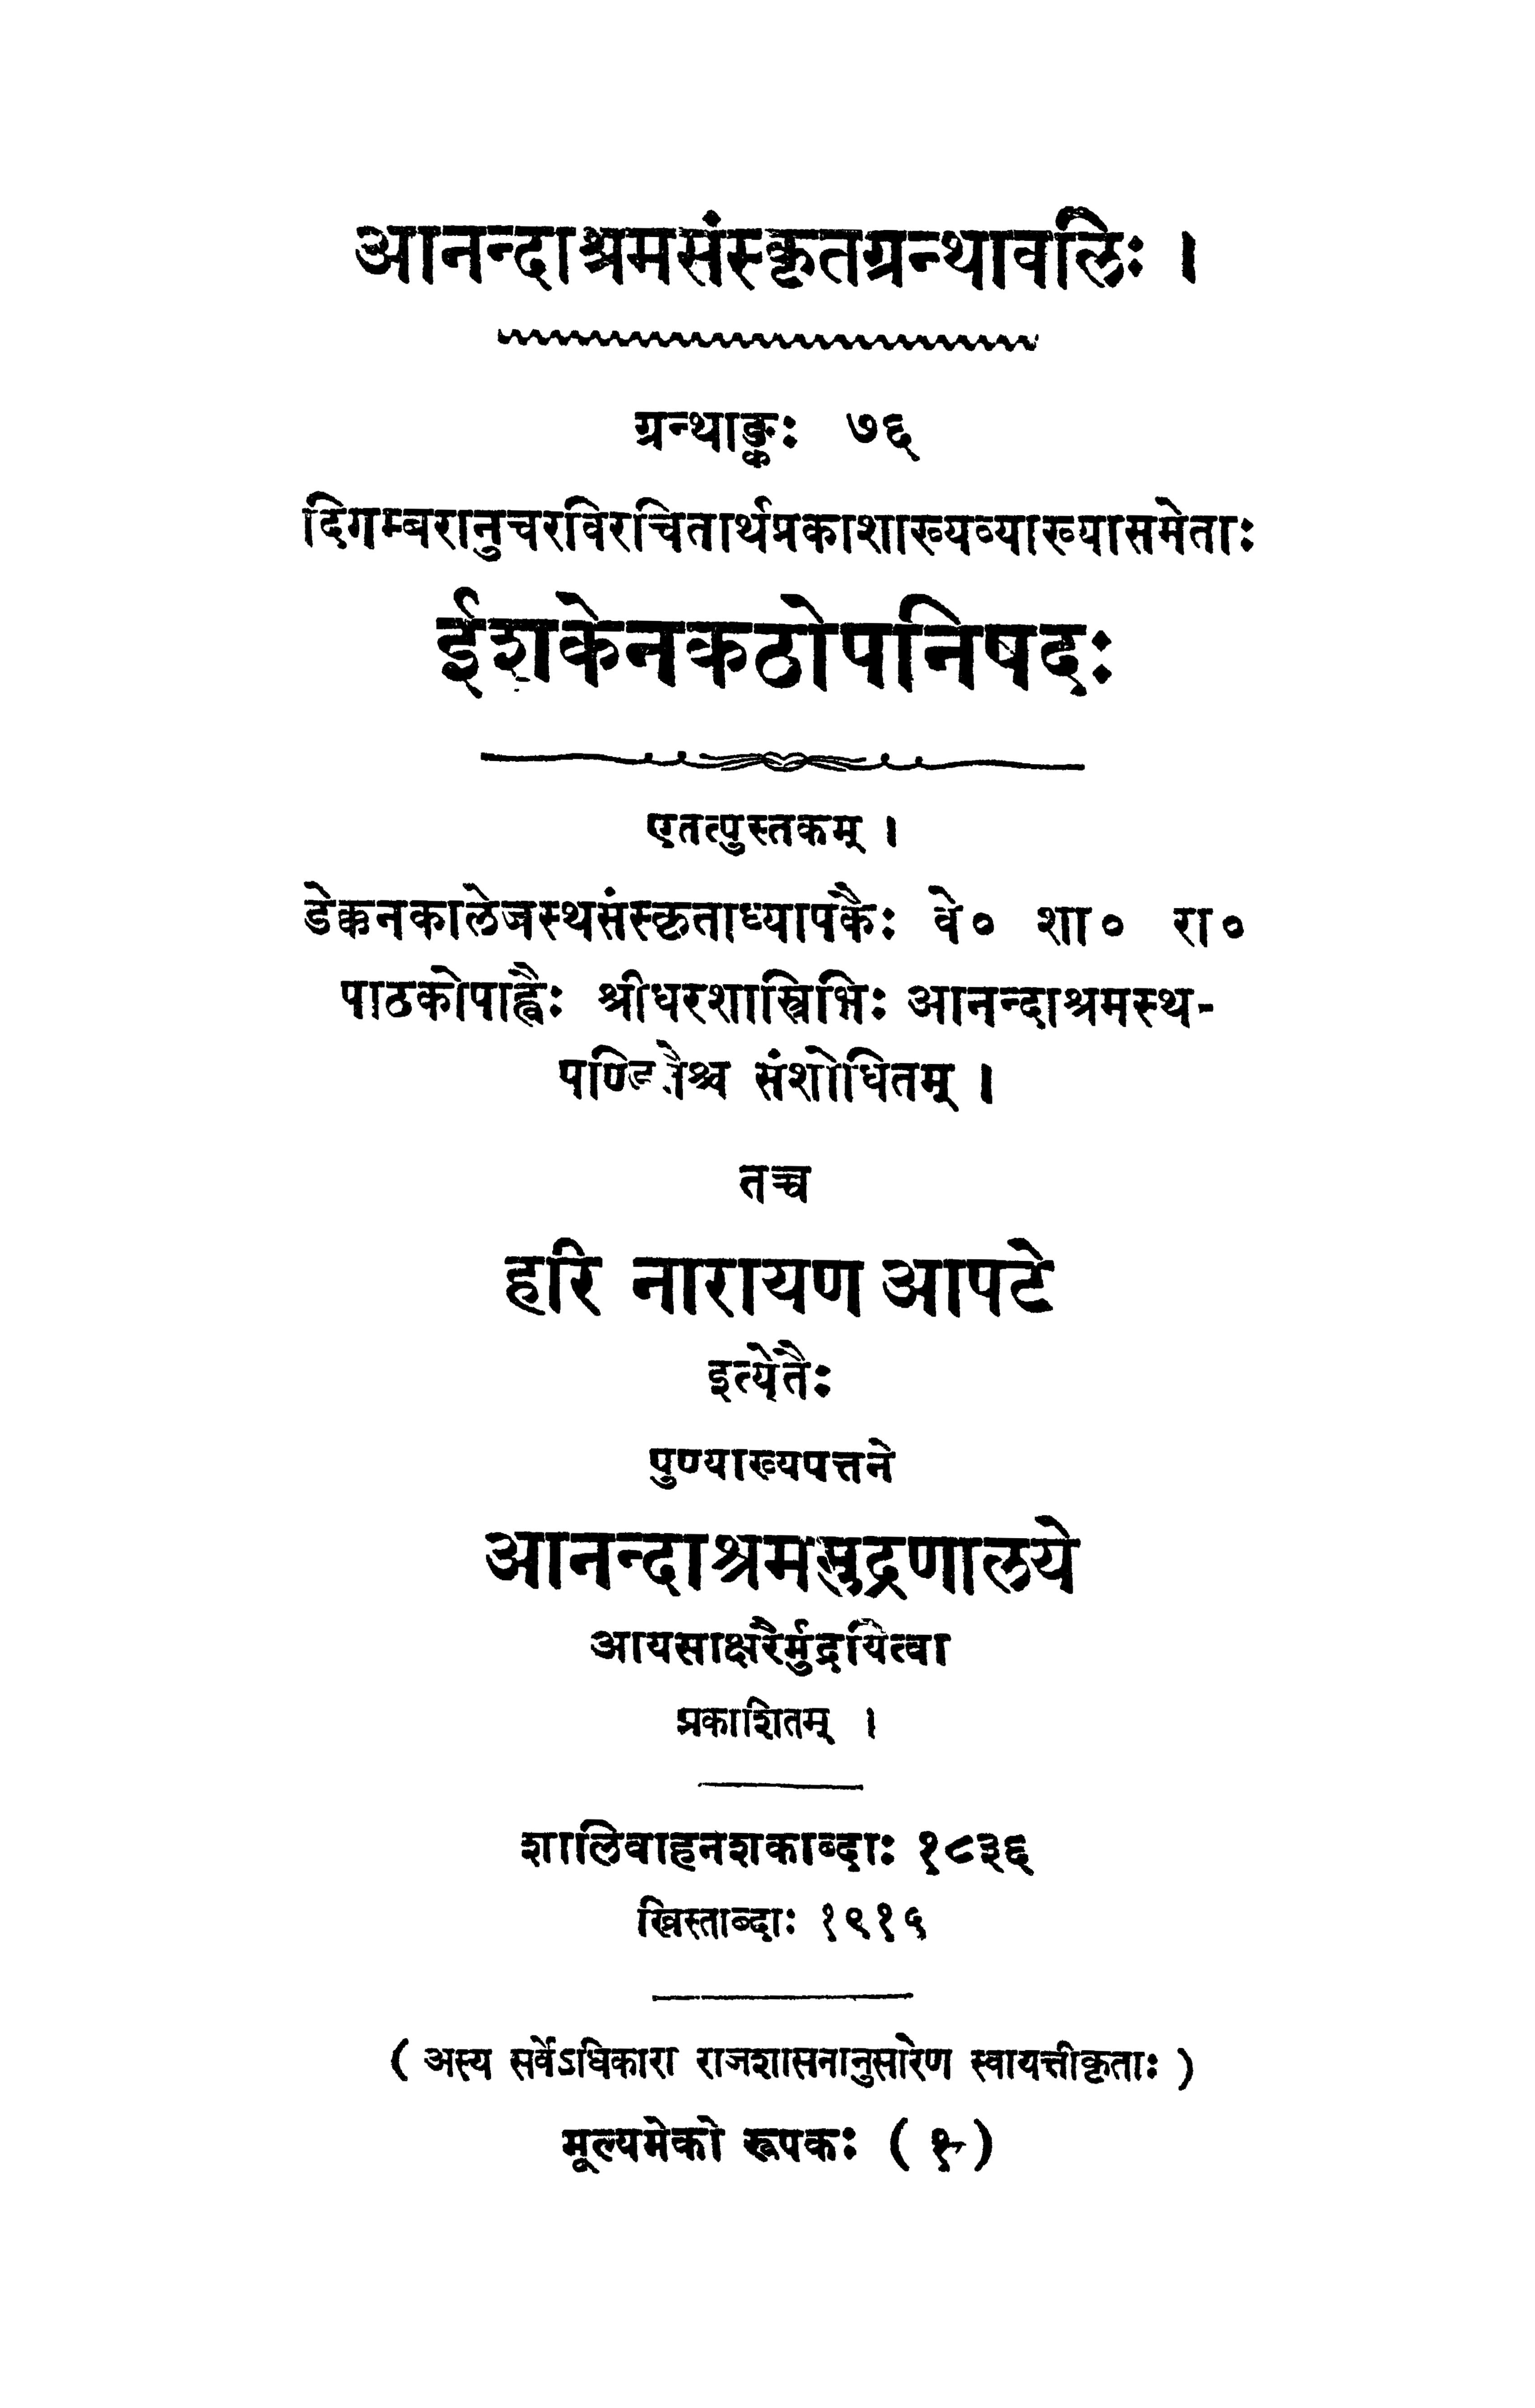 आनन्दाश्रमसंस्कृतग्रन्थावलिः ।
ग्रन्थाङ्कः ७६
दिगम्बरानुचरविरचितार्थप्रकाशाख्यव्याख्यासमेताः
ईशकेनकठोपनिषदः
एतत्पुस्तकम् ।
डेक्कनकालेजस्थसंस्कृताध्यापकैः वे० शा० रा०
पाठकोपाह्वैः श्रीधरशास्त्रिभिः आनन्दाश्रमस्थ-
संशोधितम् ।
तच्च
हरि नारायण आपटे
इत्येतैः
पुण्याख्यपत्तने
आनन्दाश्रममुद्रणालये
आयसाक्षरैर्मुद्रयित्वा
प्रकाशितम् ।
शालिवाहनशकाब्दाः १८३६
ख्रिस्ताब्दाः १९१५
( अस्य सर्वेऽधिकारा राजशासनानुसारेण स्वायत्तीकृताः )
मूल्यमेको रूपकः ( १ )